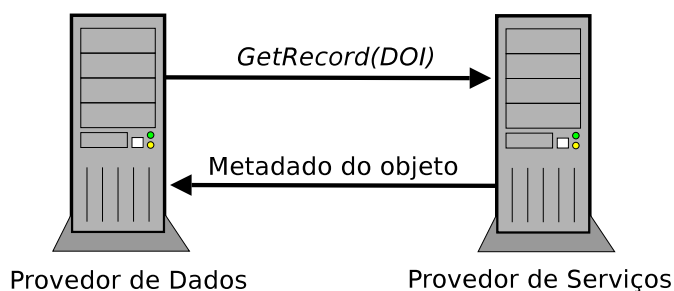 GetRecord(DOI)
Metadado do objeto
Provedor de Dados
Provedor de Serviços